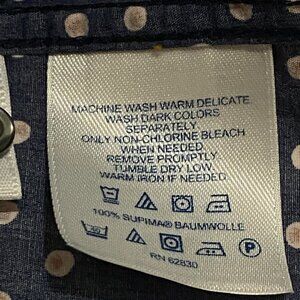 MACHINE WASH WARM DELICATE
WASH DARK COLORS
SEPARATELY
ONLY NON-CHLORINE BLEACH
WHEN NEEDED.
REMOVE PROMPTLY
TUMBLE DRY LOW
WARM IRON IF NEEDED.
100% SUPIMA® BAUMWOLLE
P
RN 62830